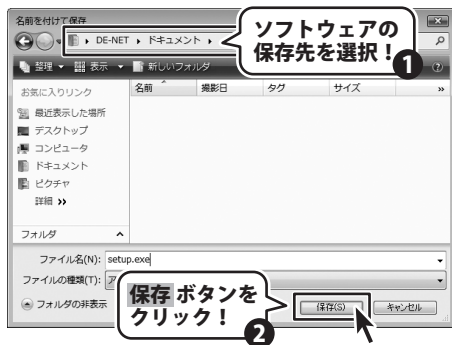 名前を付けて保存
DE-NET ▸ ドキュメント ▸
ソフトウェアの
保存先を選択！
1
整理 表示 新しいフォルダ
お気に入りリンク
名前 撮影日 タグ サイズ »
最近表示した場所
デスクトップ
コンピュータ
ドキュメント
ピクチャ
詳細 »
フォルダ
ファイル名(N): setup.exe
ファイルの種類(T): ア
保存 ボタンを
クリック！
2
フォルダの非表示
保存(S) キャンセル